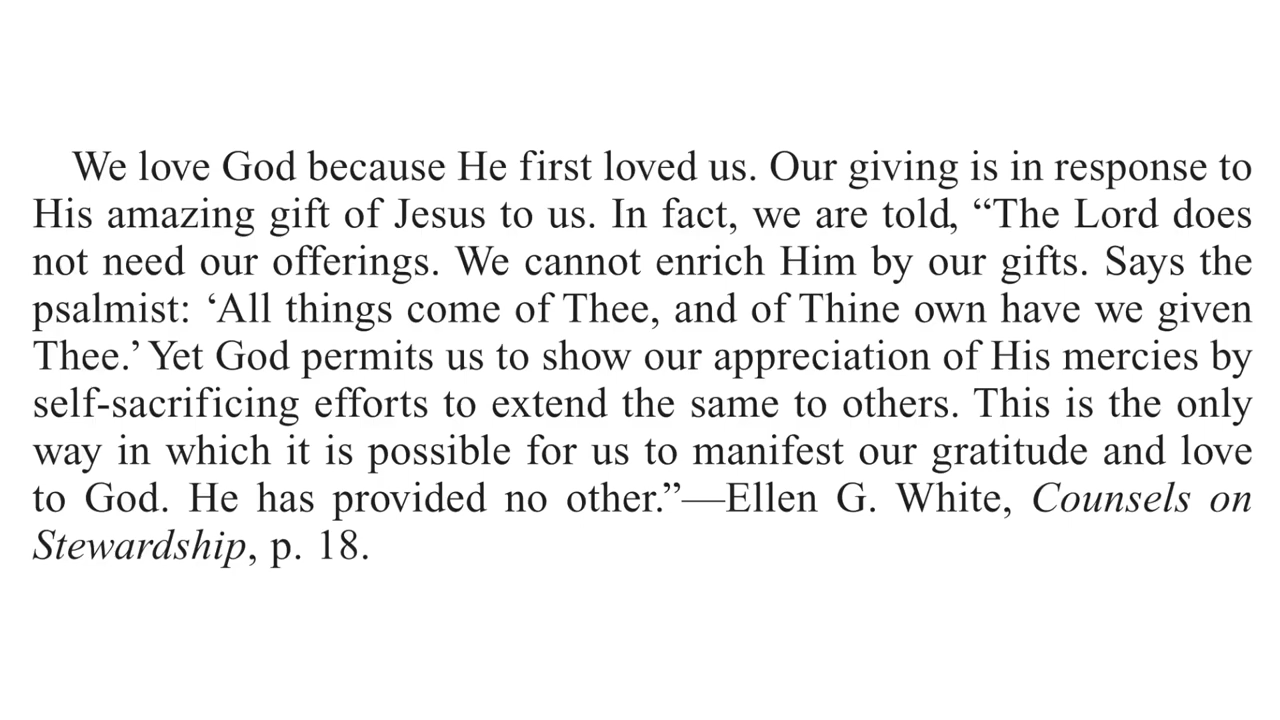 We love God because He first loved us. Our giving is in response to
His amazing gift of Jesus to us. In fact, we are told, “The Lord does
not need our offerings. We cannot enrich Him by our gifts. Says the
psalmist: ‘All things come of Thee, and of Thine own have we given
Thee.’ Yet God permits us to show our appreciation of His mercies by
self-sacrificing efforts to extend the same to others. This is the only
way in which it is possible for us to manifest our gratitude and love
to God. He has provided no other.”—Ellen G. White, Counsels on
Stewardship, p. 18.